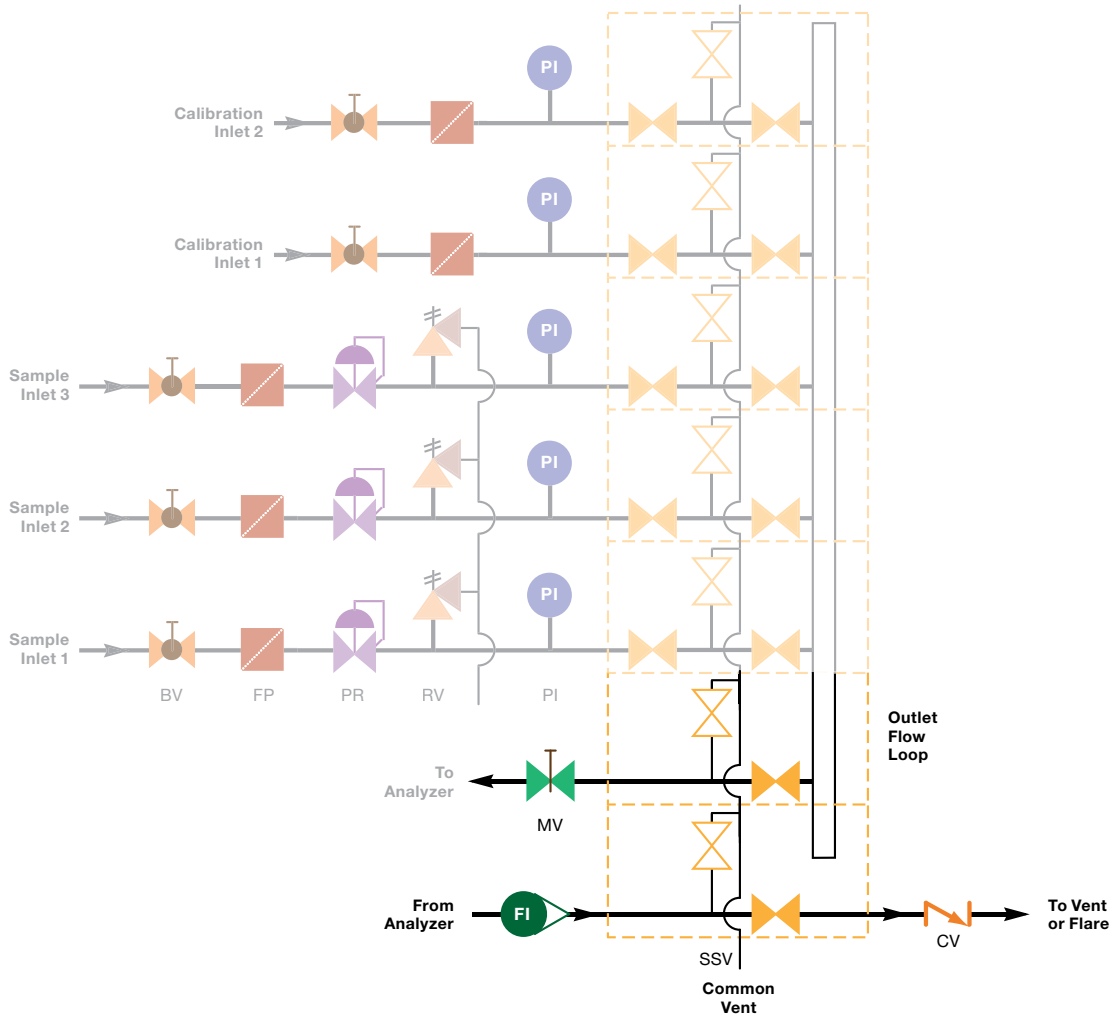 PI
Calibration
Inlet 2
PI
Calibration
Inlet 1
PI
Sample
Inlet 3
PI
Sample
Inlet 2
PI
Sample
Inlet 1
BV
FP
PR
RV
PI
Outlet
Flow
Loop
To
Analyzer
MV
From
Analyzer
FI
To Vent
or Flare
CV
SSV
Common
Vent